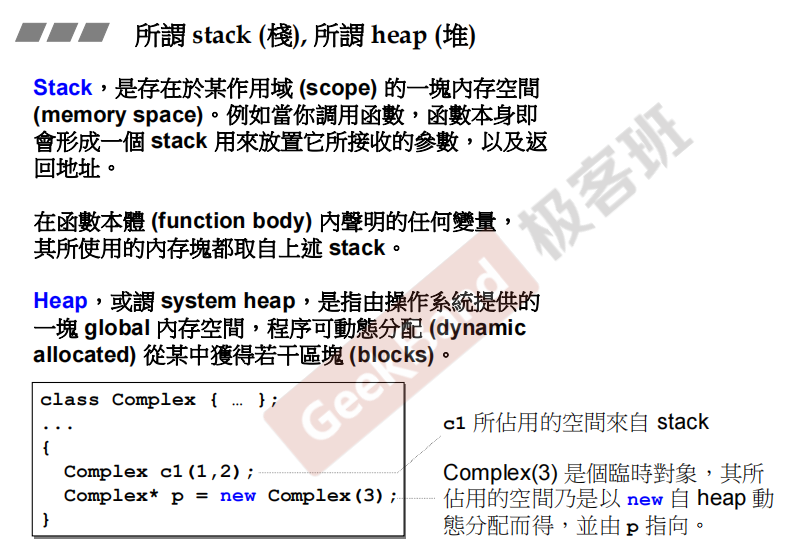 所謂 stack (棧), 所謂 heap (堆)
Stack，是存在於某作用域 (scope) 的一塊內存空間
(memory space)。例如當你調用函數，函數本身即
會形成一個 stack 用來放置它所接收的參數，以及返
回地址。
在函數本體 (function body) 內聲明的任何變量，
其所使用的內存塊都取自上述 stack。
Heap，或謂 system heap，是指由操作系統提供的
一塊 global 內存空間，程序可動態分配 (dynamic
allocated) 從某中獲得若干區塊 (blocks)。
class Complex { … };
...
{
Complex c1(1,2);
Complex* p = new Complex(3);
}
c1 所佔用的空間來自 stack
Complex(3) 是個臨時對象，其所
佔用的空間乃是以 new 自 heap 動
態分配而得，並由 p 指向。
GeekBand 极客班